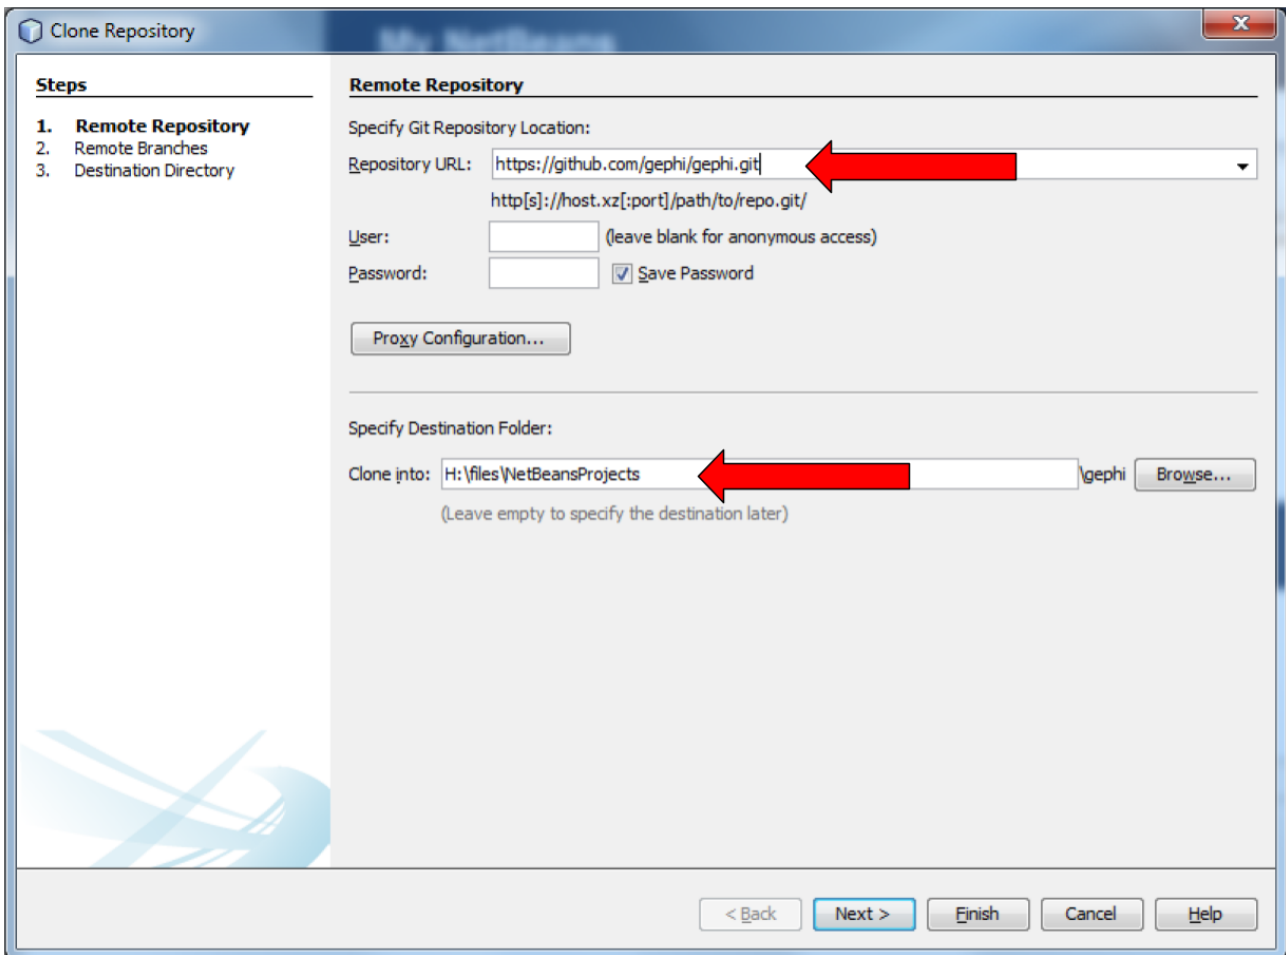 Clone Repository
My NetBeans
Steps
1. Remote Repository
2. Remote Branches
3. Destination Directory
Remote Repository
Specify Git Repository Location:
Repository URL: https://github.com/gephi/gephi.git
http[s]://host.xz[:port]/path/to/repo.git/
User: (leave blank for anonymous access)
Password: Save Password
Proxy Configuration...
Specify Destination Folder:
Clone into: H:\files\NetBeansProjects \gephi Browse...
(Leave empty to specify the destination later)
< Back Next > Finish Cancel Help